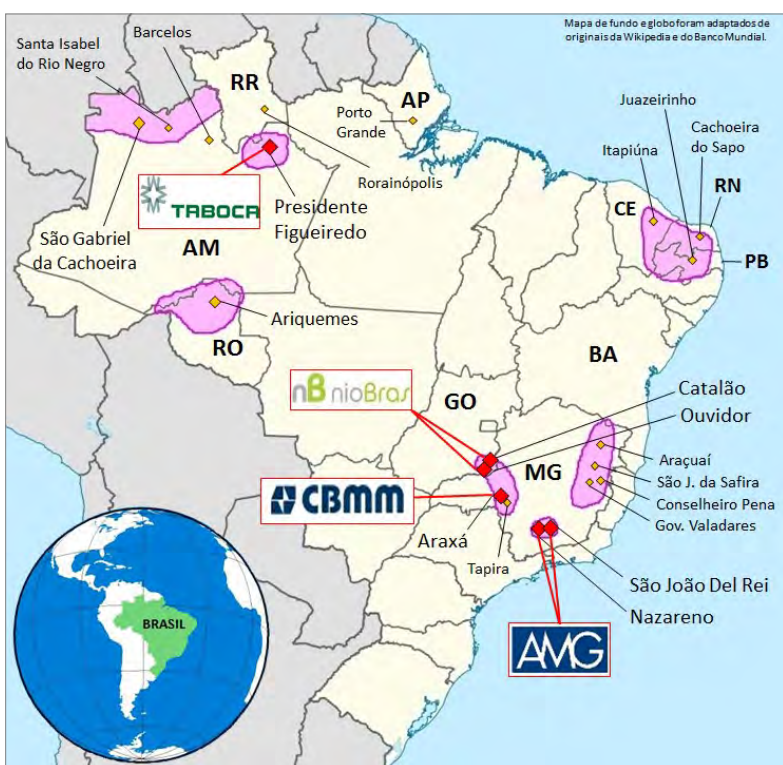 Mapa de fundo e globo foram adaptados de
originais da Wikipedia e do Banco Mundial.
Santa Isabel
do Rio Negro
Barcelos
RR
AP
Porto
Grande
Juazeirinho
Cachoeira
do Sapo
Itapiúna
Rorainópolis
RN
CE
TABOCA
Presidente
Figueiredo
São Gabriel
da Cachoeira
AM
PB
Ariquemes
RO
BA
nB nioBras
GO
Catalão
Ouvidor
MG
Araçuaí
São J. da Safira
Conselheiro Pena
Gov. Valadares
CBMM
Araxá
Tapira
São João Del Rei
Nazareno
BRASIL
AMG